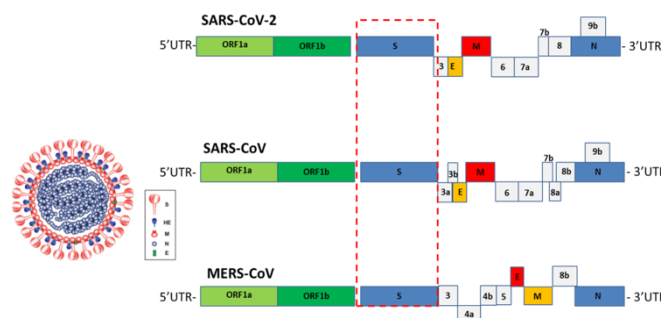 SARS-CoV-2
5'UTR- ORF1a ORF1b S 3 E M 6 7a 7b 8 9b N - 3'UTR
SARS-CoV
5'UTR- ORF1a ORF1b S 3a 3b E M 6 7a 7b 8a 8b 9b N - 3'UTR
S
HE
M
N
E
MERS-CoV
5'UTR- ORF1a ORF1b S 3 4a 4b 5 E M 8b N - 3'UTR